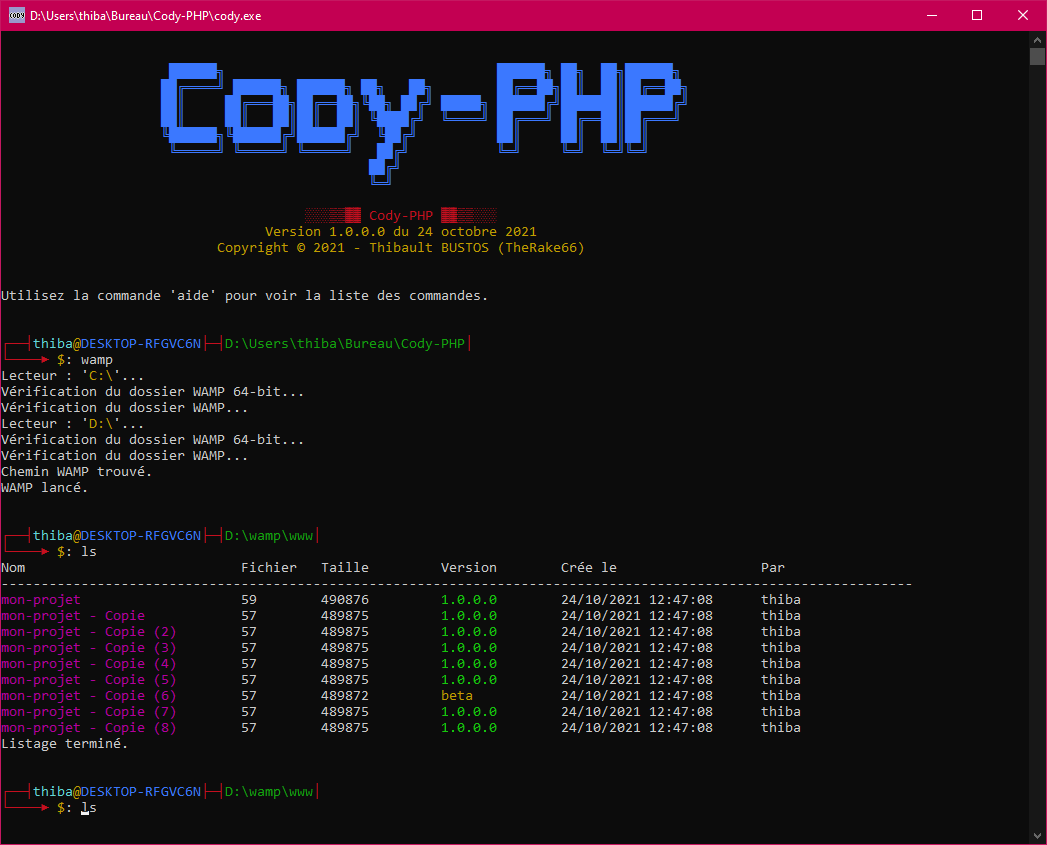 D:\Users\thiba\Bureau\Cody-PHP\cody.exe
Cody-PHP
Cody-PHP
Version 1.0.0.0 du 24 octobre 2021
Copyright © 2021 - Thibault BUSTOS (TheRake66)
Utilisez la commande 'aide' pour voir la liste des commandes.
thiba@DESKTOP-RFGVC6N D:\Users\thiba\Bureau\Cody-PHP
$: wamp
Lecteur : 'C:\'...
Vérification du dossier WAMP 64-bit...
Vérification du dossier WAMP...
Lecteur : 'D:\'...
Vérification du dossier WAMP 64-bit...
Vérification du dossier WAMP...
Chemin WAMP trouvé.
WAMP lancé.
thiba@DESKTOP-RFGVC6N D:\wamp\www
$: ls
Nom Fichier Taille Version Crée le Par
mon-projet 59 490876 1.0.0.0 24/10/2021 12:47:08 thiba
mon-projet - Copie 57 489875 1.0.0.0 24/10/2021 12:47:08 thiba
mon-projet - Copie (2) 57 489875 1.0.0.0 24/10/2021 12:47:08 thiba
mon-projet - Copie (3) 57 489875 1.0.0.0 24/10/2021 12:47:08 thiba
mon-projet - Copie (4) 57 489875 1.0.0.0 24/10/2021 12:47:08 thiba
mon-projet - Copie (5) 57 489875 1.0.0.0 24/10/2021 12:47:08 thiba
mon-projet - Copie (6) 57 489872 beta 24/10/2021 12:47:08 thiba
mon-projet - Copie (7) 57 489875 1.0.0.0 24/10/2021 12:47:08 thiba
mon-projet - Copie (8) 57 489875 1.0.0.0 24/10/2021 12:47:08 thiba
Listage terminé.
thiba@DESKTOP-RFGVC6N D:\wamp\www
$: ls